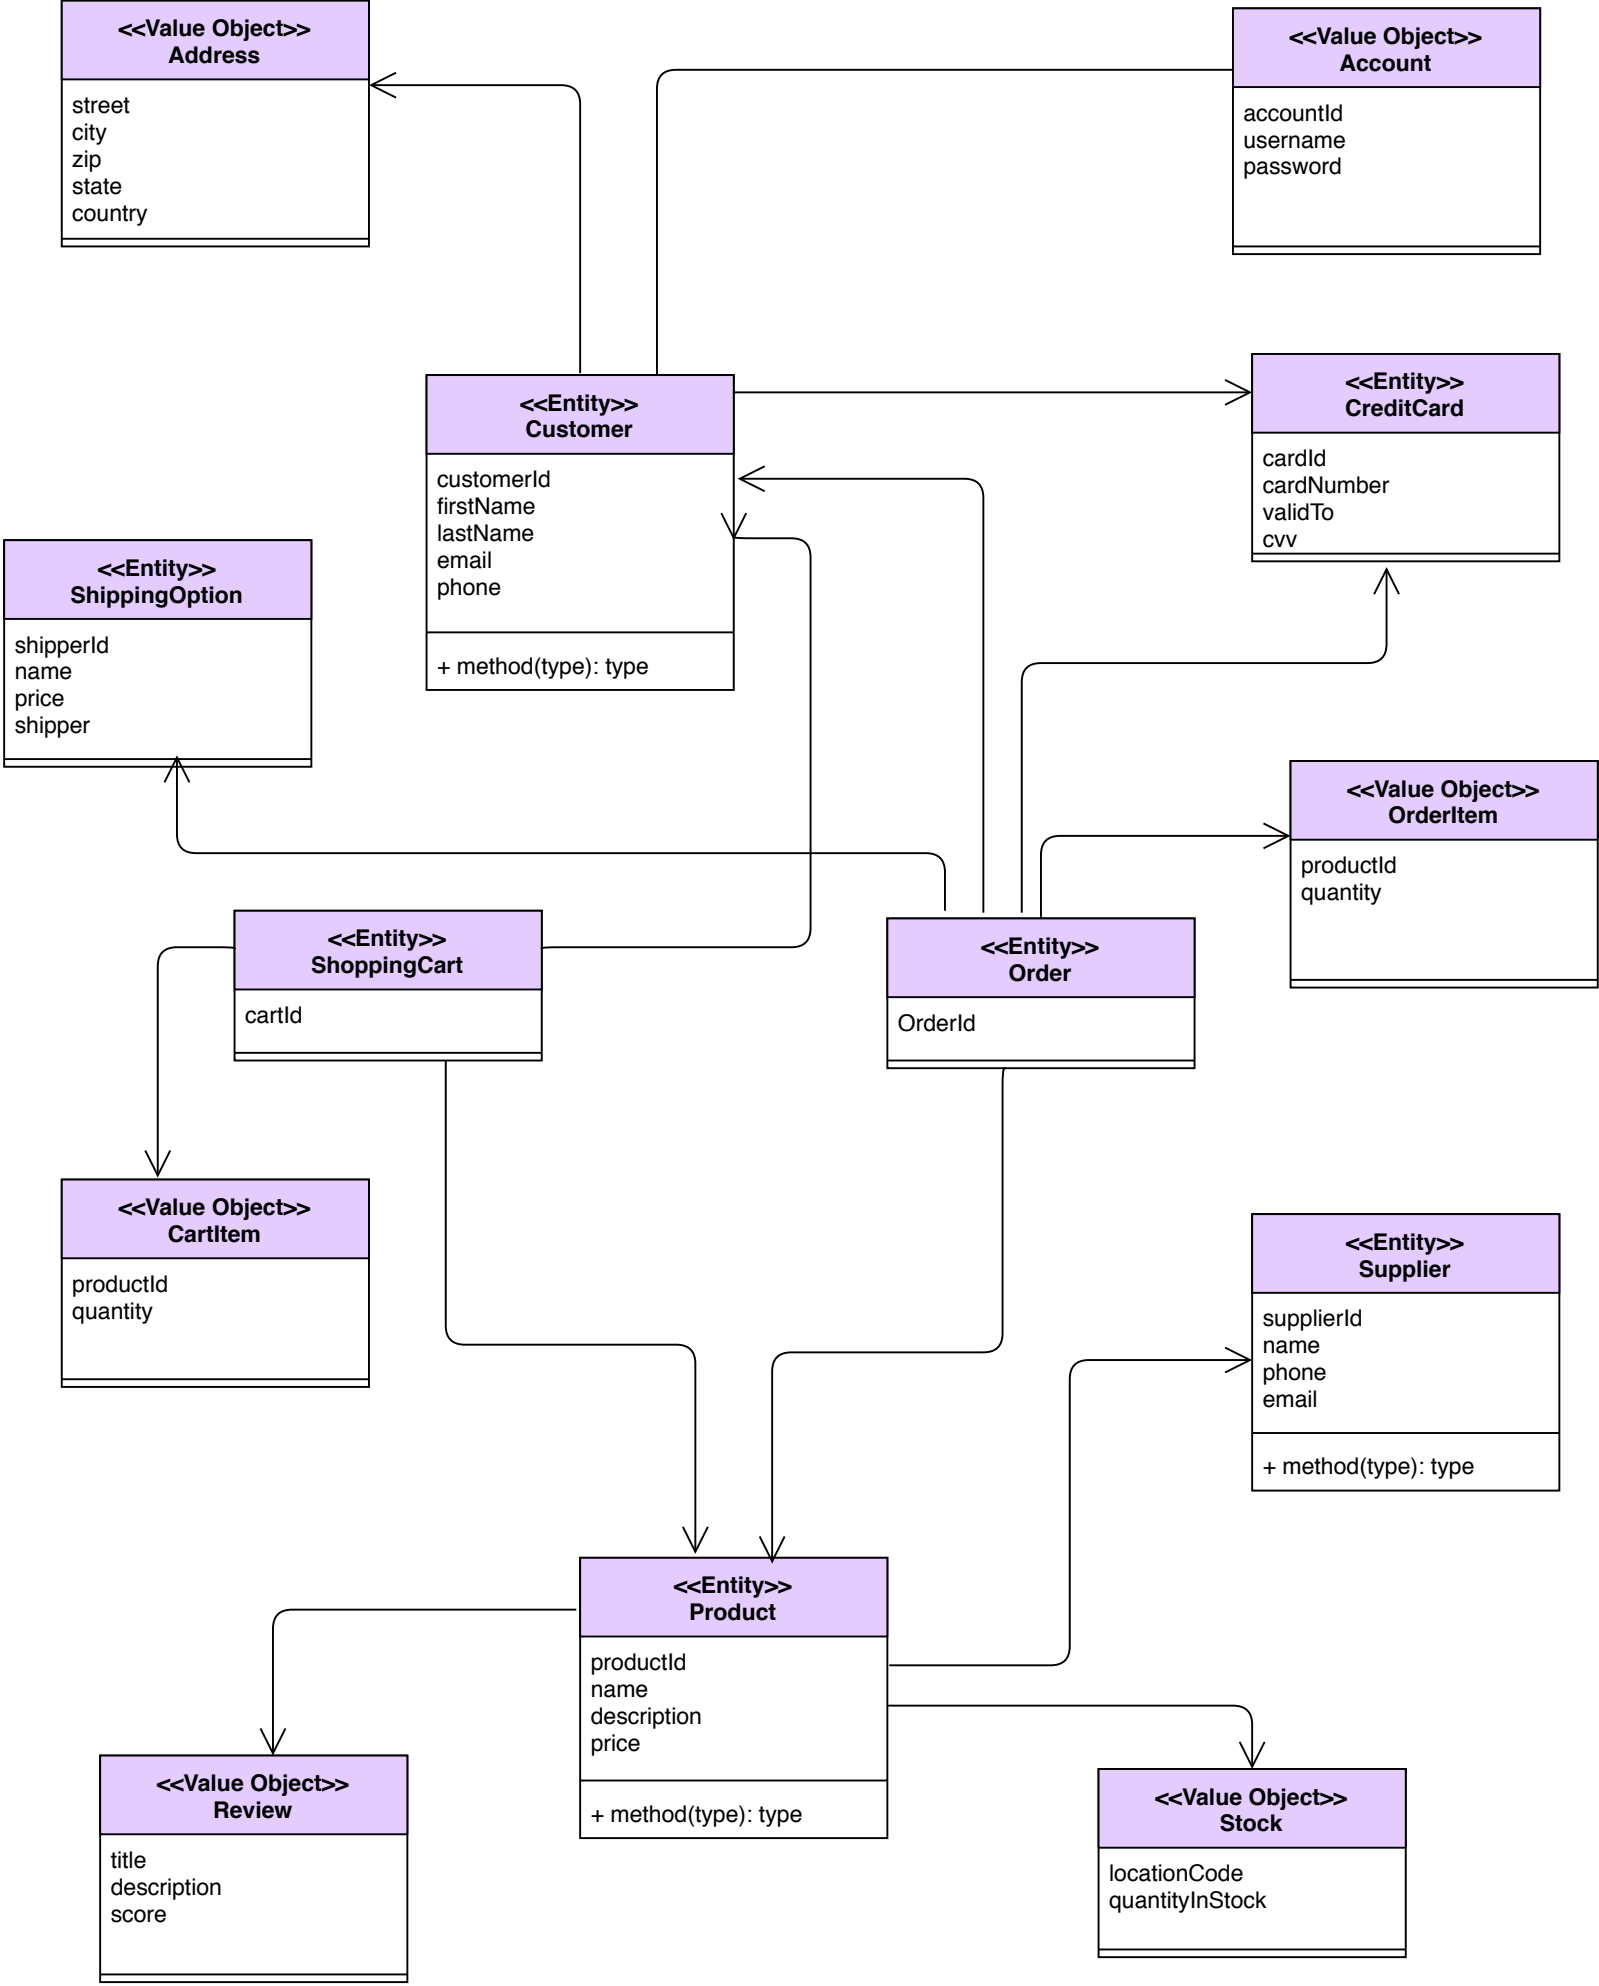 <<Value Object>>
Address
street
city
zip
state
country
<<Value Object>>
Account
accountId
username
password
<<Entity>>
Customer
customerId
firstName
lastName
email
phone
+ method(type): type
<<Entity>>
CreditCard
cardId
cardNumber
validTo
cvv
<<Entity>>
ShippingOption
shipperId
name
price
shipper
<<Value Object>>
OrderItem
productId
quantity
<<Entity>>
ShoppingCart
cartId
<<Entity>>
Order
OrderId
<<Value Object>>
CartItem
productId
quantity
<<Entity>>
Supplier
supplierId
name
phone
email
+ method(type): type
<<Entity>>
Product
productId
name
description
price
+ method(type): type
<<Value Object>>
Review
title
description
score
<<Value Object>>
Stock
locationCode
quantityInStock